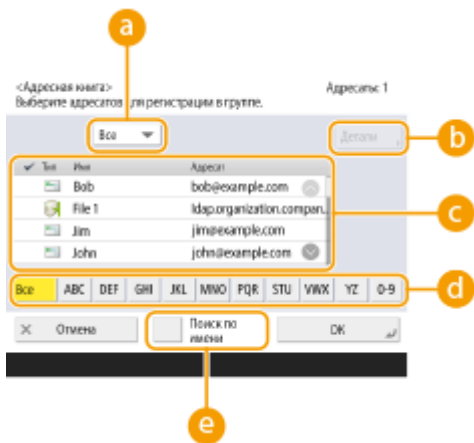 a
<Адресная книга>
Адресаты: 1
Выберите адресатов для регистрации в группе.
Все
Детали
b
Тип Имя Адресат
Bob bob@example.com
File 1 ldap.organization.compan..
c
Jim jim@example.com
John john@example.com
Все ABC DEF GHI JKL MNO PQR STU VWX YZ 0-9
d
Отмена
Поиск по
имени
OK
e